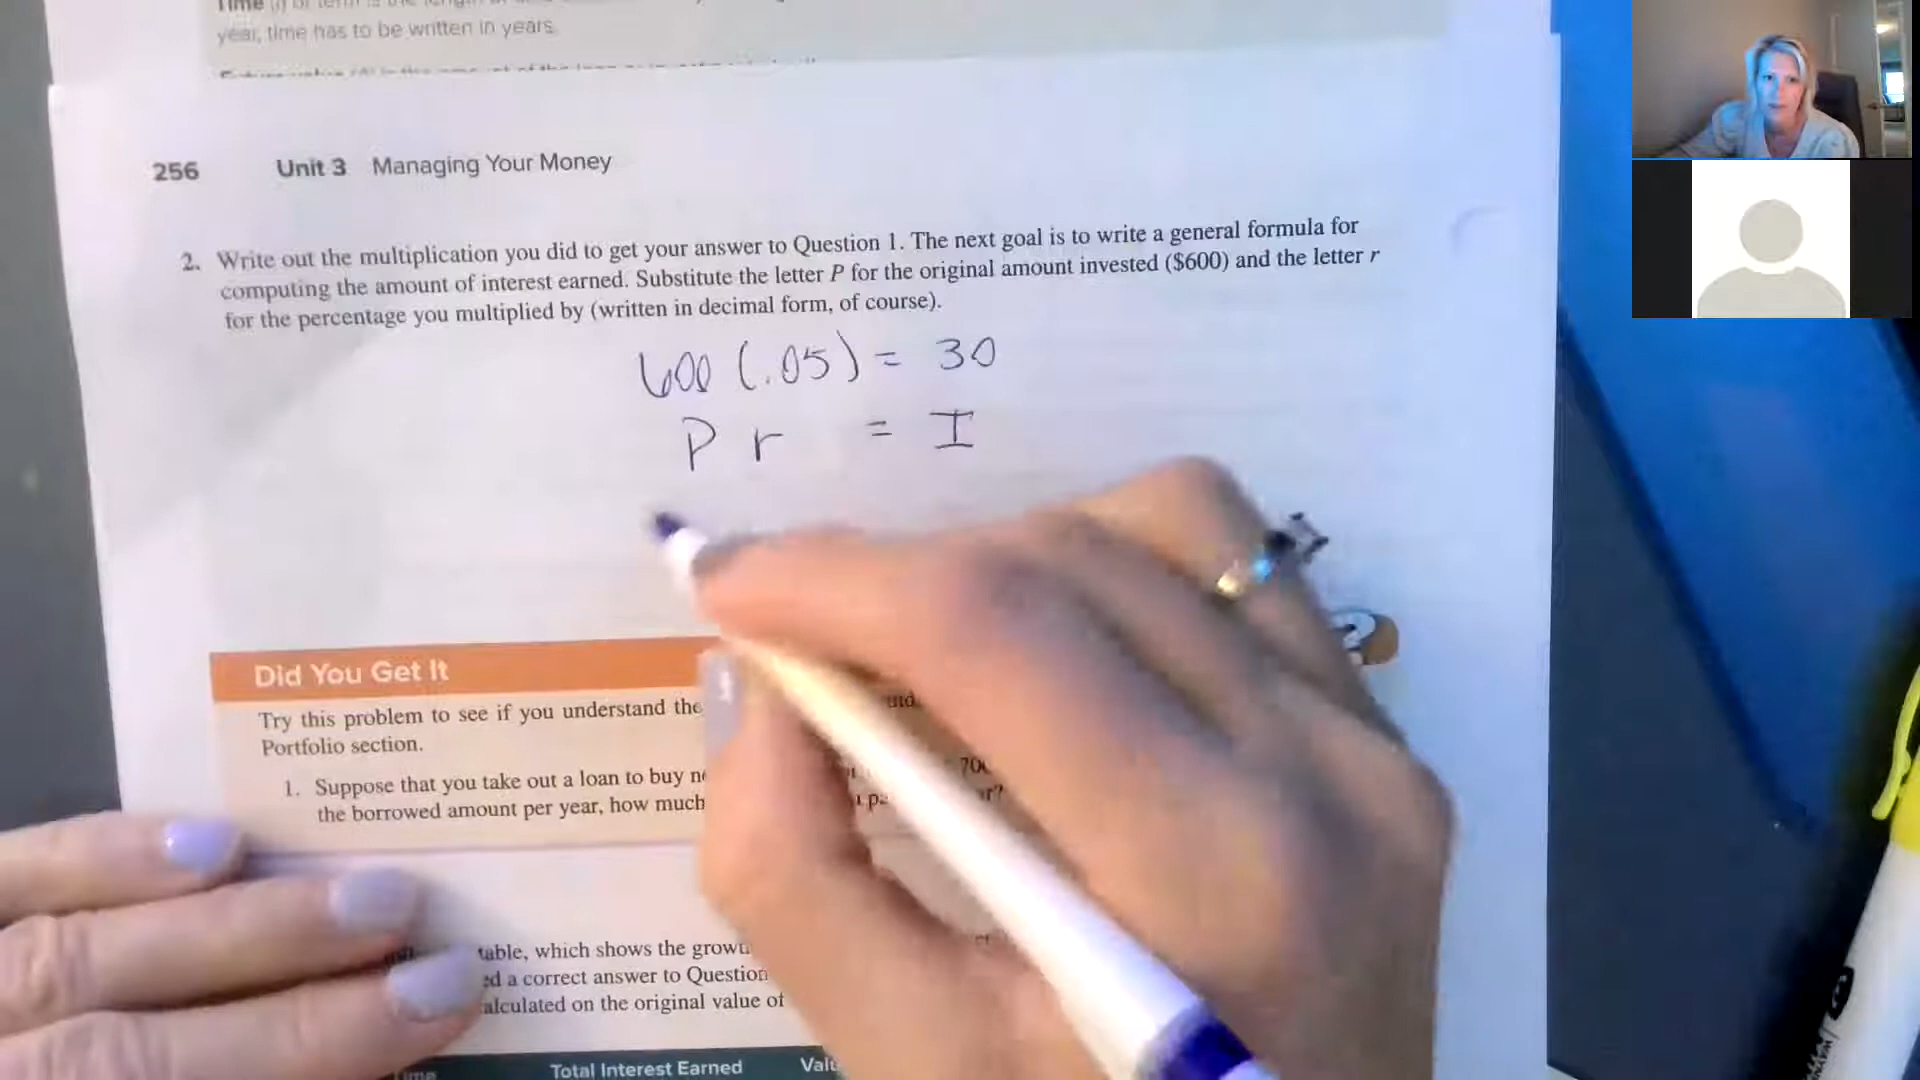 year, time has to be written in years.
256 Unit 3 Managing Your Money
2. Write out the multiplication you did to get your answer to Question 1. The next goal is to write a general formula for
computing the amount of interest earned. Substitute the letter P for the original amount invested ($600) and the letter r
for the percentage you multiplied by (written in decimal form, of course).
600 (.05) = 30
P r = I
Did You Get It
Try this problem to see if you understand the
Portfolio section.
1. Suppose that you take out a loan to buy
the borrowed amount per year, how much
table, which shows the
a correct answer to Question
on the original value of
Total Interest Earned